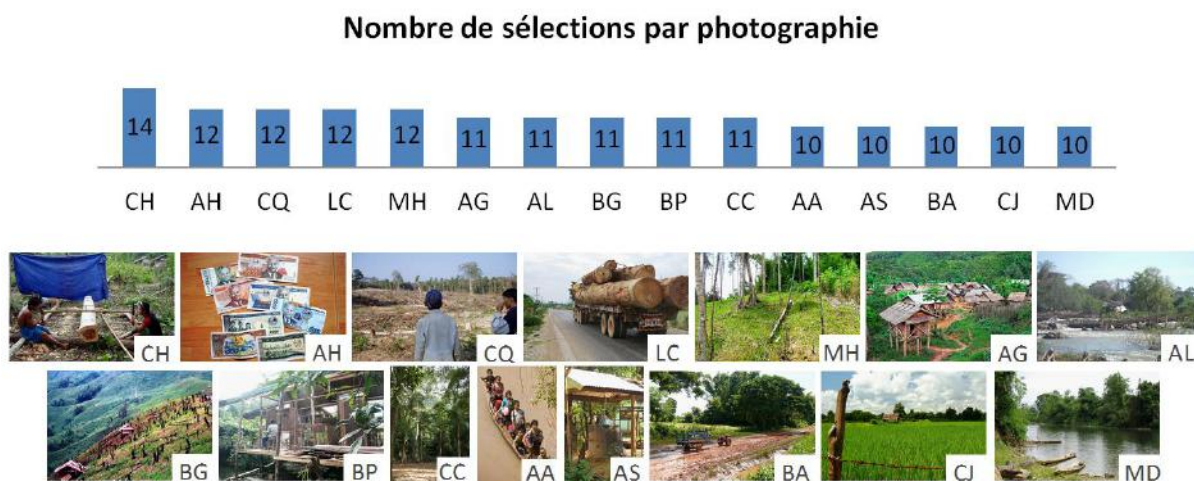 Nombre de sélections par photographie
14 12 12 12 12 11 11 11 11 11 10 10 10 10 10
CH AH CQ LC MH AG AL BG BP CC AA AS BA CJ MD
CH AH CQ LC MH AG AL
BG BP CC AA AS BA CJ MD